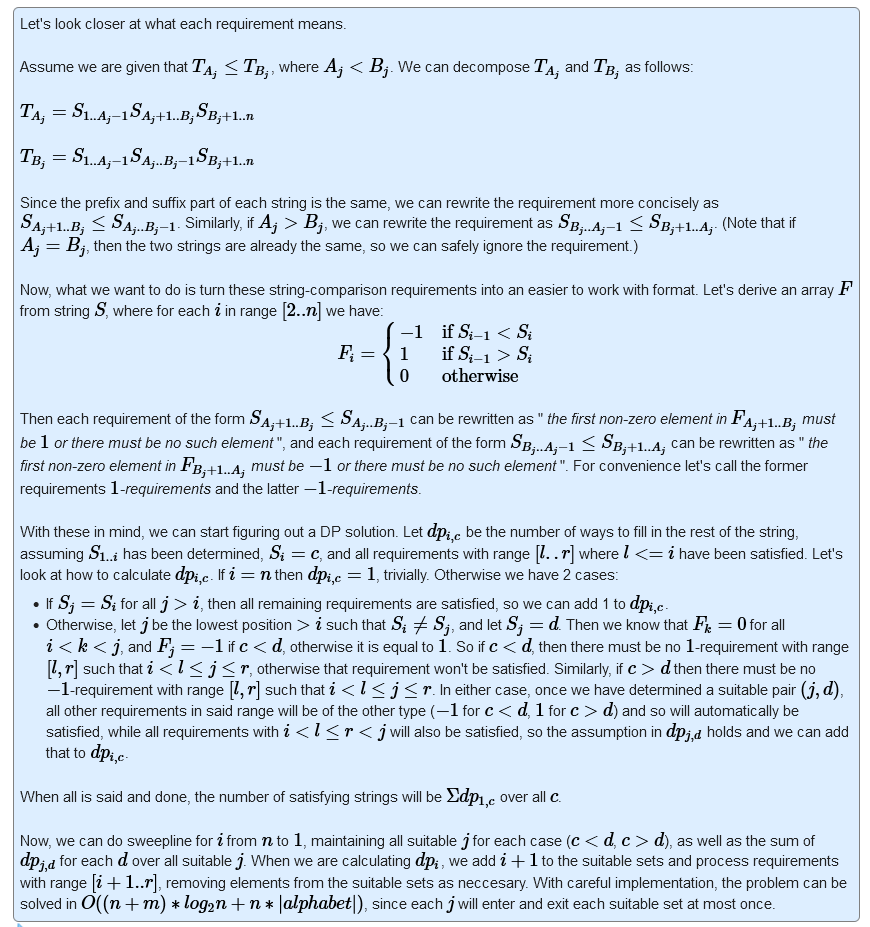 Let's look closer at what each requirement means.
Assume we are given that T_{A_j} ≤ T_{B_j}, where A_j < B_j. We can decompose T_{A_j} and T_{B_j} as follows:
T_{A_j} = S_{1..A_j−1}S_{A_j+1..B_j}S_{B_j+1..n}
T_{B_j} = S_{1..A_j−1}S_{A_j..B_j−1}S_{B_j+1..n}
Since the prefix and suffix part of each string is the same, we can rewrite the requirement more concisely as
S_{A_j+1..B_j} ≤ S_{A_j..B_j−1}. Similarly, if A_j > B_j, we can rewrite the requirement as S_{B_j..A_j−1} ≤ S_{B_j+1..A_j}. (Note that if
A_j = B_j, then the two strings are already the same, so we can safely ignore the requirement.)
Now, what we want to do is turn these string-comparison requirements into an easier to work with format. Let's derive an array F
from string S, where for each i in range [2..n] we have:
F_i = { −1 if S_{i−1} < S_i
1 if S_{i−1} > S_i
0 otherwise
Then each requirement of the form S_{A_j+1..B_j} ≤ S_{A_j..B_j−1} can be rewritten as " the first non-zero element in F_{A_j+1..B_j} must
be 1 or there must be no such element ", and each requirement of the form S_{B_j..A_j−1} ≤ S_{B_j+1..A_j} can be rewritten as " the
first non-zero element in F_{B_j+1..A_j} must be −1 or there must be no such element ". For convenience let's call the former
requirements 1-requirements and the latter −1-requirements.
With these in mind, we can start figuring out a DP solution. Let dp_{i,c} be the number of ways to fill in the rest of the string,
assuming S_{1..i} has been determined, S_i = c, and all requirements with range [l..r] where l <= i have been satisfied. Let's
look at how to calculate dp_{i,c}. If i = n then dp_{i,c} = 1, trivially. Otherwise we have 2 cases:
• If S_j = S_i for all j > i, then all remaining requirements are satisfied, so we can add 1 to dp_{i,c}.
• Otherwise, let j be the lowest position > i such that S_i ≠ S_j, and let S_j = d. Then we know that F_k = 0 for all
i < k < j, and F_j = −1 if c < d, otherwise it is equal to 1. So if c < d, then there must be no 1-requirement with range
[l, r] such that i < l ≤ j ≤ r, otherwise that requirement won't be satisfied. Similarly, if c > d then there must be no
−1-requirement with range [l, r] such that i < l ≤ j ≤ r. In either case, once we have determined a suitable pair (j, d),
all other requirements in said range will be of the other type (−1 for c < d, 1 for c > d) and so will automatically be
satisfied, while all requirements with i < l ≤ r < j will also be satisfied, so the assumption in dp_{j,d} holds and we can add
that to dp_{i,c}.
When all is said and done, the number of satisfying strings will be Σdp_{1,c} over all c.
Now, we can do sweepline for i from n to 1, maintaining all suitable j for each case (c < d, c > d), as well as the sum of
dp_{j,d} for each d over all suitable j. When we are calculating dp_i, we add i + 1 to the suitable sets and process requirements
with range [i + 1..r], removing elements from the suitable sets as neccesary. With careful implementation, the problem can be
solved in O((n + m) * log_2 n + n * |alphabet|), since each j will enter and exit each suitable set at most once.